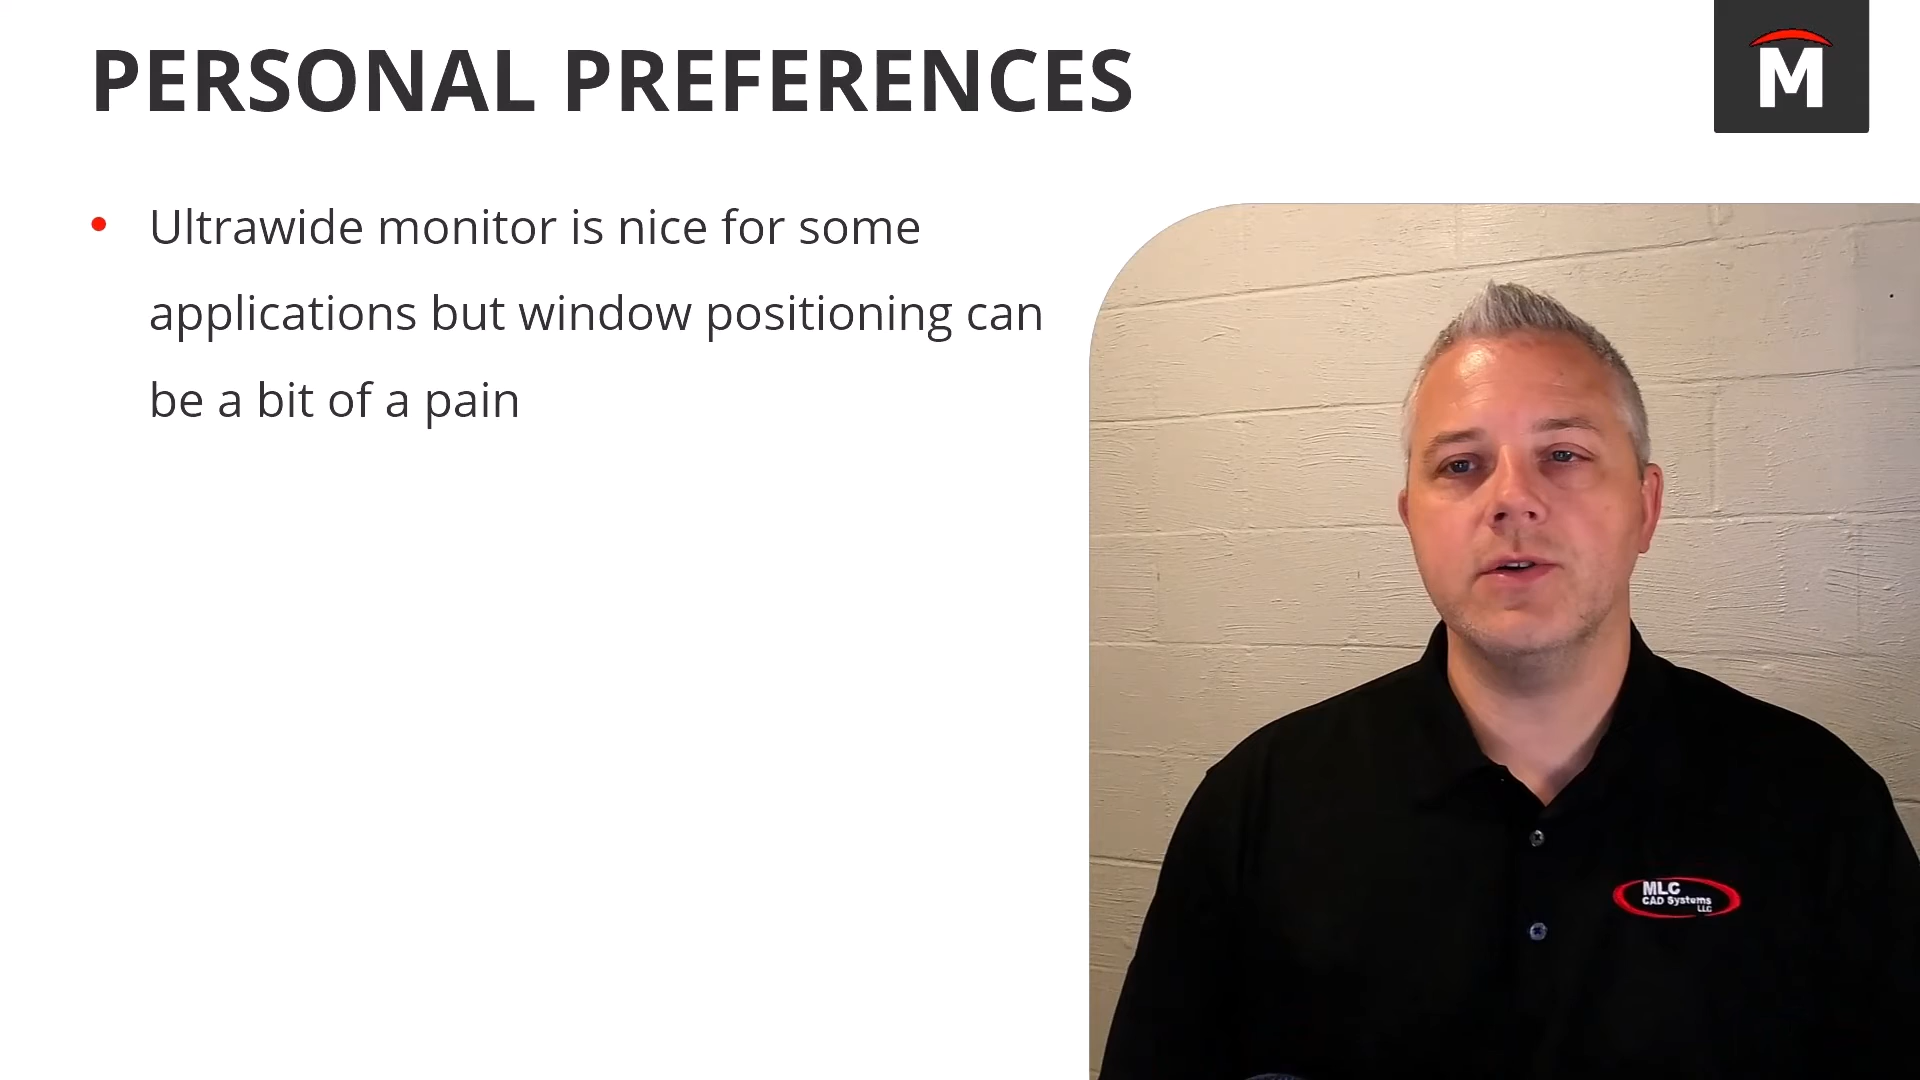 PERSONAL PREFERENCES
M
• Ultrawide monitor is nice for some
applications but window positioning can
be a bit of a pain
MLC
CAD Systems
LLC